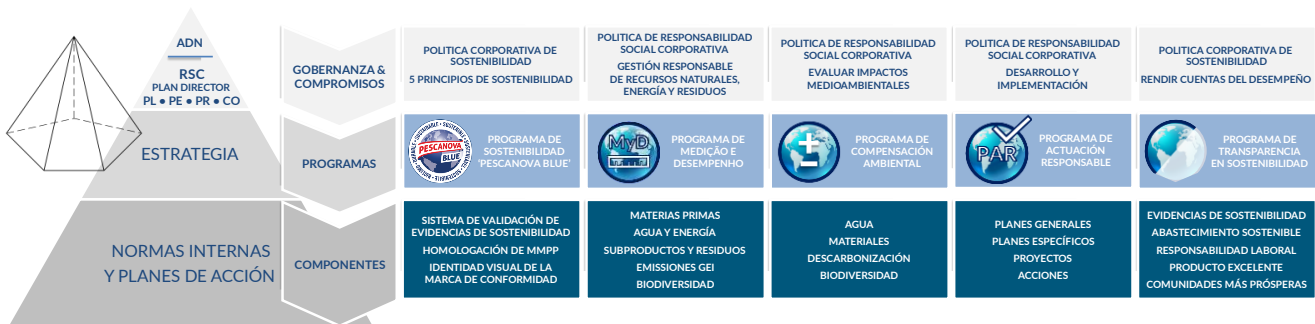 ADN
RSC
PLAN DIRECTOR
PL • PE • PR • CO
ESTRATEGIA
NORMAS INTERNAS
Y PLANES DE ACCIÓN
GOBERNANZA &
COMPROMISOS
POLITICA CORPORATIVA DE
SOSTENIBILIDAD
5 PRINCIPIOS DE SOSTENIBILIDAD
POLITICA DE RESPONSABILIDAD
SOCIAL CORPORATIVA
GESTIÓN RESPONSABLE
DE RECURSOS NATURALES,
ENERGÍA Y RESIDUOS
POLITICA DE RESPONSABILIDAD
SOCIAL CORPORATIVA
EVALUAR IMPACTOS
MEDIOAMBIENTALES
POLITICA DE RESPONSABILIDAD
SOCIAL CORPORATIVA
DESARROLLO Y
IMPLEMENTACIÓN
POLITICA CORPORATIVA DE
SOSTENIBILIDAD
RENDIR CUENTAS DEL DESEMPEÑO
PROGRAMAS
PESCANOVA
BLUE
PROGRAMA DE
SOSTENIBILIDAD
'PESCANOVA BLUE'
MyD
PROGRAMA DE
MEDIÇÃO E
DESEMPENHO
PROGRAMA DE
COMPENSACIÓN
AMBIENTAL
PAR
PROGRAMA DE
ACTUACIÓN
RESPONSABLE
PROGRAMA DE
TRANSPARENCIA
EN SOSTENIBILIDAD
COMPONENTES
SISTEMA DE VALIDACIÓN DE
EVIDENCIAS DE SOSTENIBILIDAD
HOMOLOGACIÓN DE MMPP
IDENTIDAD VISUAL DE LA
MARCA DE CONFORMIDAD
MATERIAS PRIMAS
AGUA Y ENERGÍA
SUBPRODUCTOS Y RESIDUOS
EMISSIONES GEI
BIODIVERSIDAD
AGUA
MATERIALES
DESCARBONIZACIÓN
BIODIVERSIDAD
PLANES GENERALES
PLANES ESPECÍFICOS
PROYECTOS
ACCIONES
EVIDENCIAS DE SOSTENIBILIDAD
ABASTECIMIENTO SOSTENIBLE
RESPONSABILIDAD LABORAL
PRODUCTO EXCELENTE
COMUNIDADES MÁS PRÓSPERAS